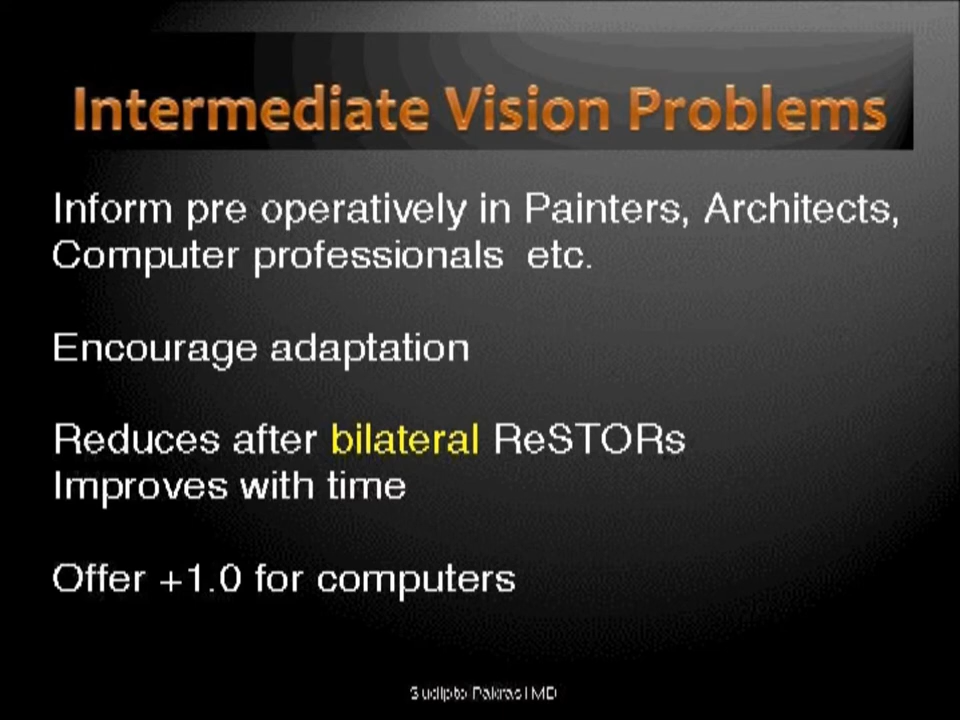 Intermediate Vision Problems
Inform pre operatively in Painters, Architects,
Computer professionals etc.
Encourage adaptation
Reduces after bilateral ReSTORs
Improves with time
Offer +1.0 for computers
Sudipto Pakrasi MD